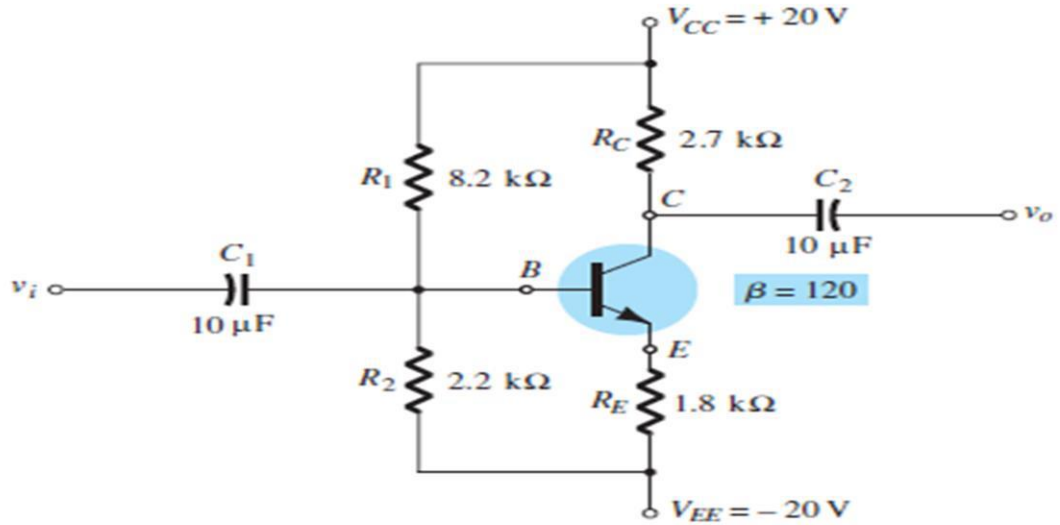 V_CC = + 20 V
R_C 2.7 kΩ
R_1 8.2 kΩ
C_2
C
v_o
10 μF
C_1
B
v_i
β = 120
10 μF
E
R_2 2.2 kΩ
R_E 1.8 kΩ
V_EE = – 20 V